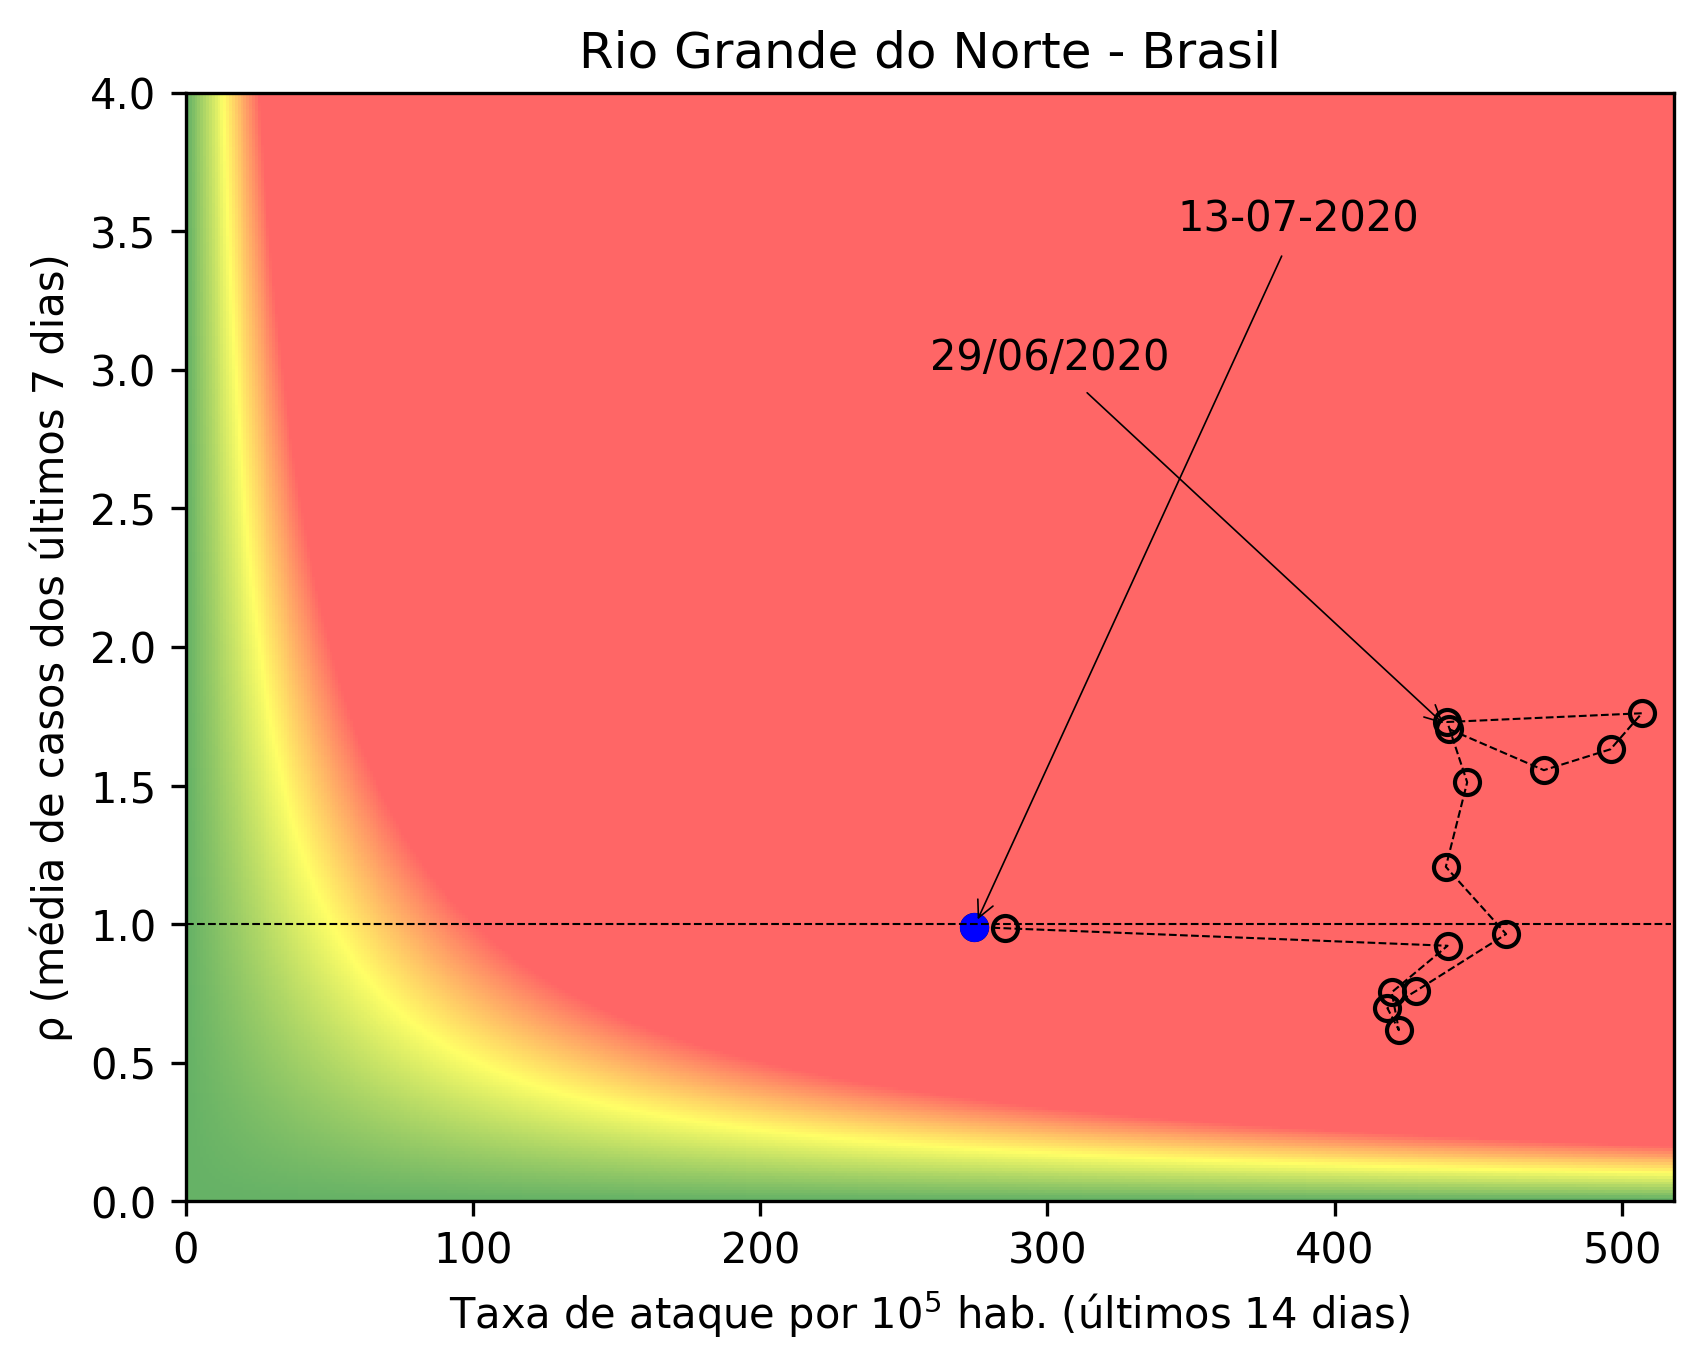 Rio Grande do Norte - Brasil
4.0
3.5
3.0
2.5
2.0
1.5
1.0
0.5
0.0
ρ (média de casos dos últimos 7 dias)
13-07-2020
29/06/2020
0 100 200 300 400 500
Taxa de ataque por 10⁵ hab. (últimos 14 dias)